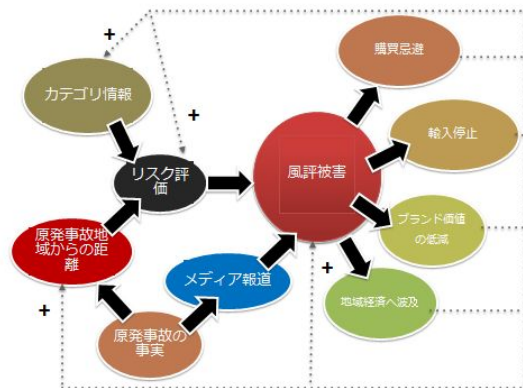 購買忌避
+
カテゴリ情報
+
輸入停止
リスク評
価
風評被害
ブランド価値
の低減
原発事故地
域からの距
離
メディア報道
+
地域経済へ波及
+
原発事故の
事実